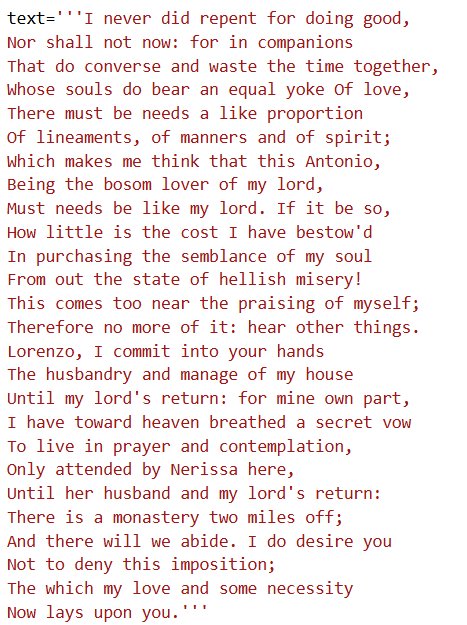 text='''I never did repent for doing good,
Nor shall not now: for in companions
That do converse and waste the time together,
Whose souls do bear an equal yoke Of love,
There must be needs a like proportion
Of lineaments, of manners and of spirit;
Which makes me think that this Antonio,
Being the bosom lover of my lord,
Must needs be like my lord. If it be so,
How little is the cost I have bestow'd
In purchasing the semblance of my soul
From out the state of hellish misery!
This comes too near the praising of myself;
Therefore no more of it: hear other things.
Lorenzo, I commit into your hands
The husbandry and manage of my house
Until my lord's return: for mine own part,
I have toward heaven breathed a secret vow
To live in prayer and contemplation,
Only attended by Nerissa here,
Until her husband and my lord's return:
There is a monastery two miles off;
And there will we abide. I do desire you
Not to deny this imposition;
The which my love and some necessity
Now lays upon you.'''